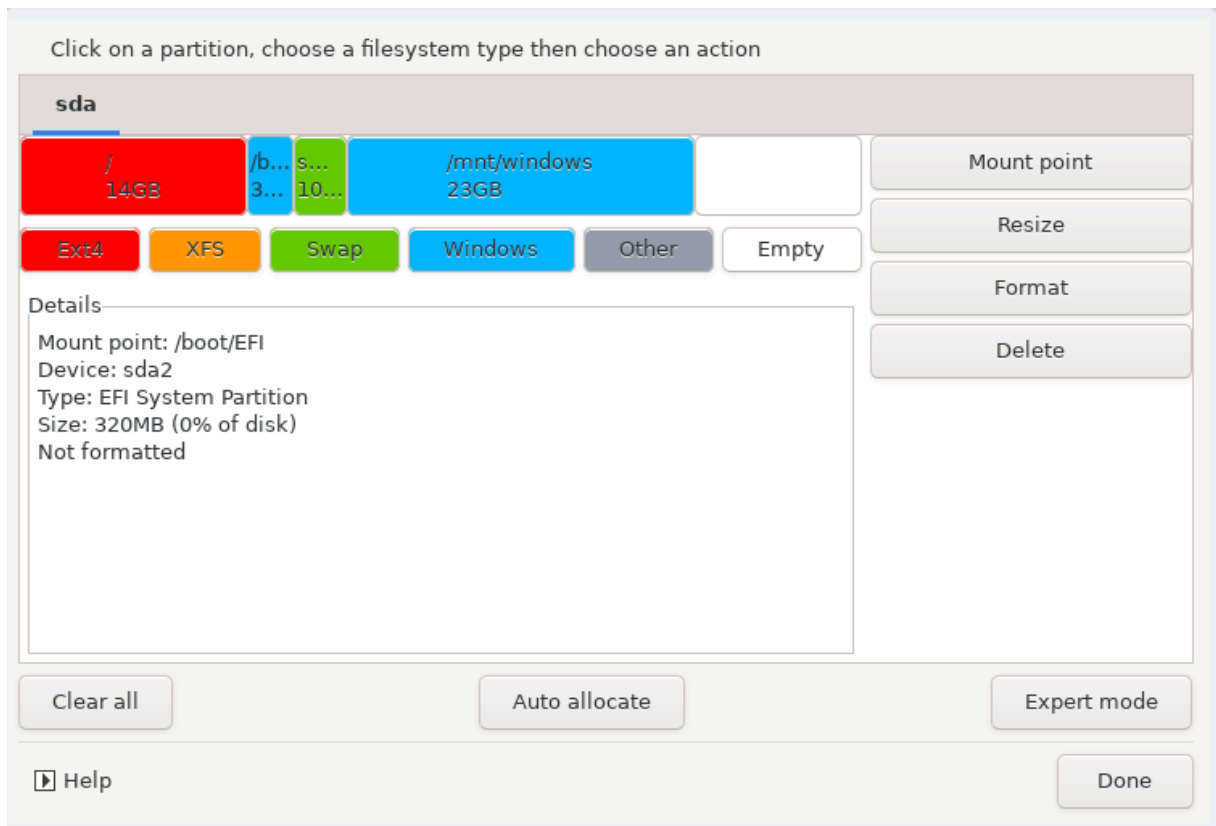 Click on a partition, choose a filesystem type then choose an action
sda
/
14GB
/b...
3...
s...
10...
/mnt/windows
23GB
Mount point
Resize
Format
Delete
Ext4
XFS
Swap
Windows
Other
Empty
Details
Mount point: /boot/EFI
Device: sda2
Type: EFI System Partition
Size: 320MB (0% of disk)
Not formatted
Clear all
Auto allocate
Expert mode
Help
Done